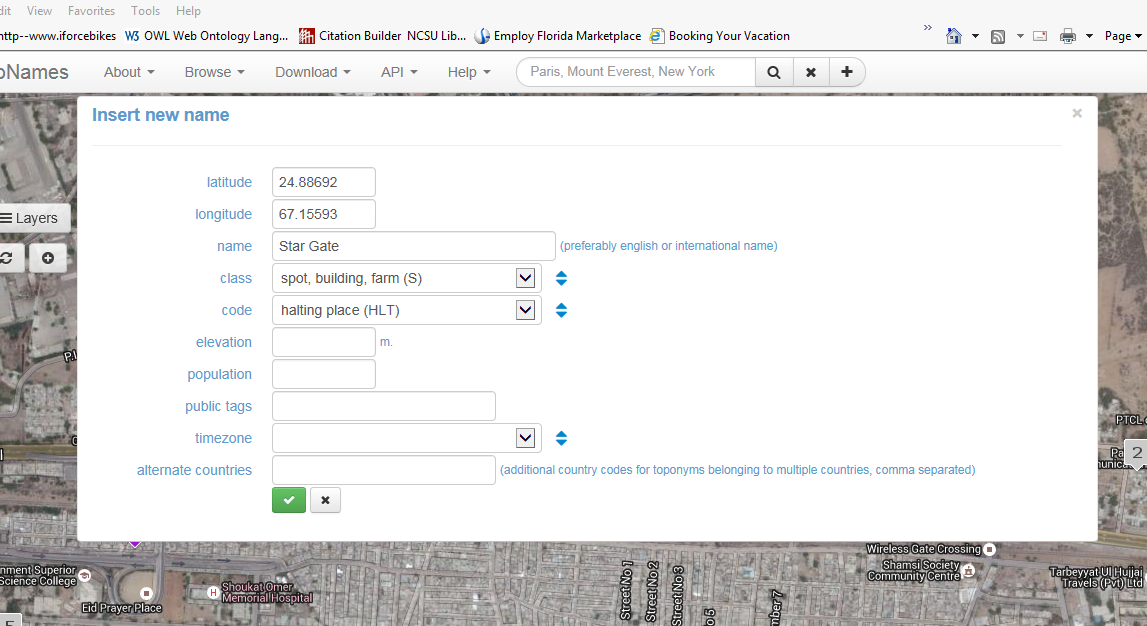 dit View Favorites Tools Help
http--www.iforcebikes W3 OWL Web Ontology Lang... Citation Builder NCSU Lib... Employ Florida Marketplace Booking Your Vacation » Page
oNames About Browse Download API Help Paris, Mount Everest, New York
Insert new name ×
latitude 24.88692
Layers
longitude 67.15593
name Star Gate (preferably english or international name)
class spot, building, farm (S)
code halting place (HLT)
elevation m.
population
public tags
PTCL
timezone
2
alternate countries (additional country codes for toponyms belonging to multiple countries, comma separated)
Wireless Gate Crossing
nment Superior
Science College
Shamsi Society
Community Centre
Tarbeyyat Ul Hujjaj
Travels (Pvt) Ltd
Shoukat Omer
Memorial Hospital
H
Eid Prayer Place
Street No 1
Street No 2
Street No 3
mber 7